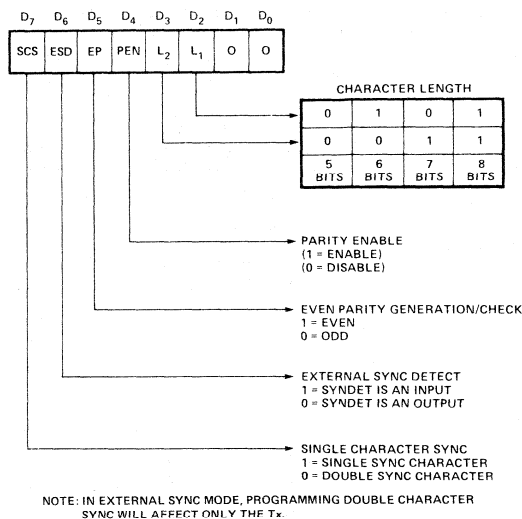 D7 D6 D5 D4 D3 D2 D1 D0
SCS ESD EP PEN L2 L1 0 0
CHARACTER LENGTH
0 1 0 1
0 0 1 1
5 6 7 8
BITS BITS BITS BITS
PARITY ENABLE
(1 = ENABLE)
(0 = DISABLE)
EVEN PARITY GENERATION/CHECK
1 = EVEN
0 = ODD
EXTERNAL SYNC DETECT
1 = SYNDET IS AN INPUT
0 = SYNDET IS AN OUTPUT
SINGLE CHARACTER SYNC
1 = SINGLE SYNC CHARACTER
0 = DOUBLE SYNC CHARACTER
NOTE: IN EXTERNAL SYNC MODE, PROGRAMMING DOUBLE CHARACTER
SYNC WILL AFFECT ONLY THE Tx.